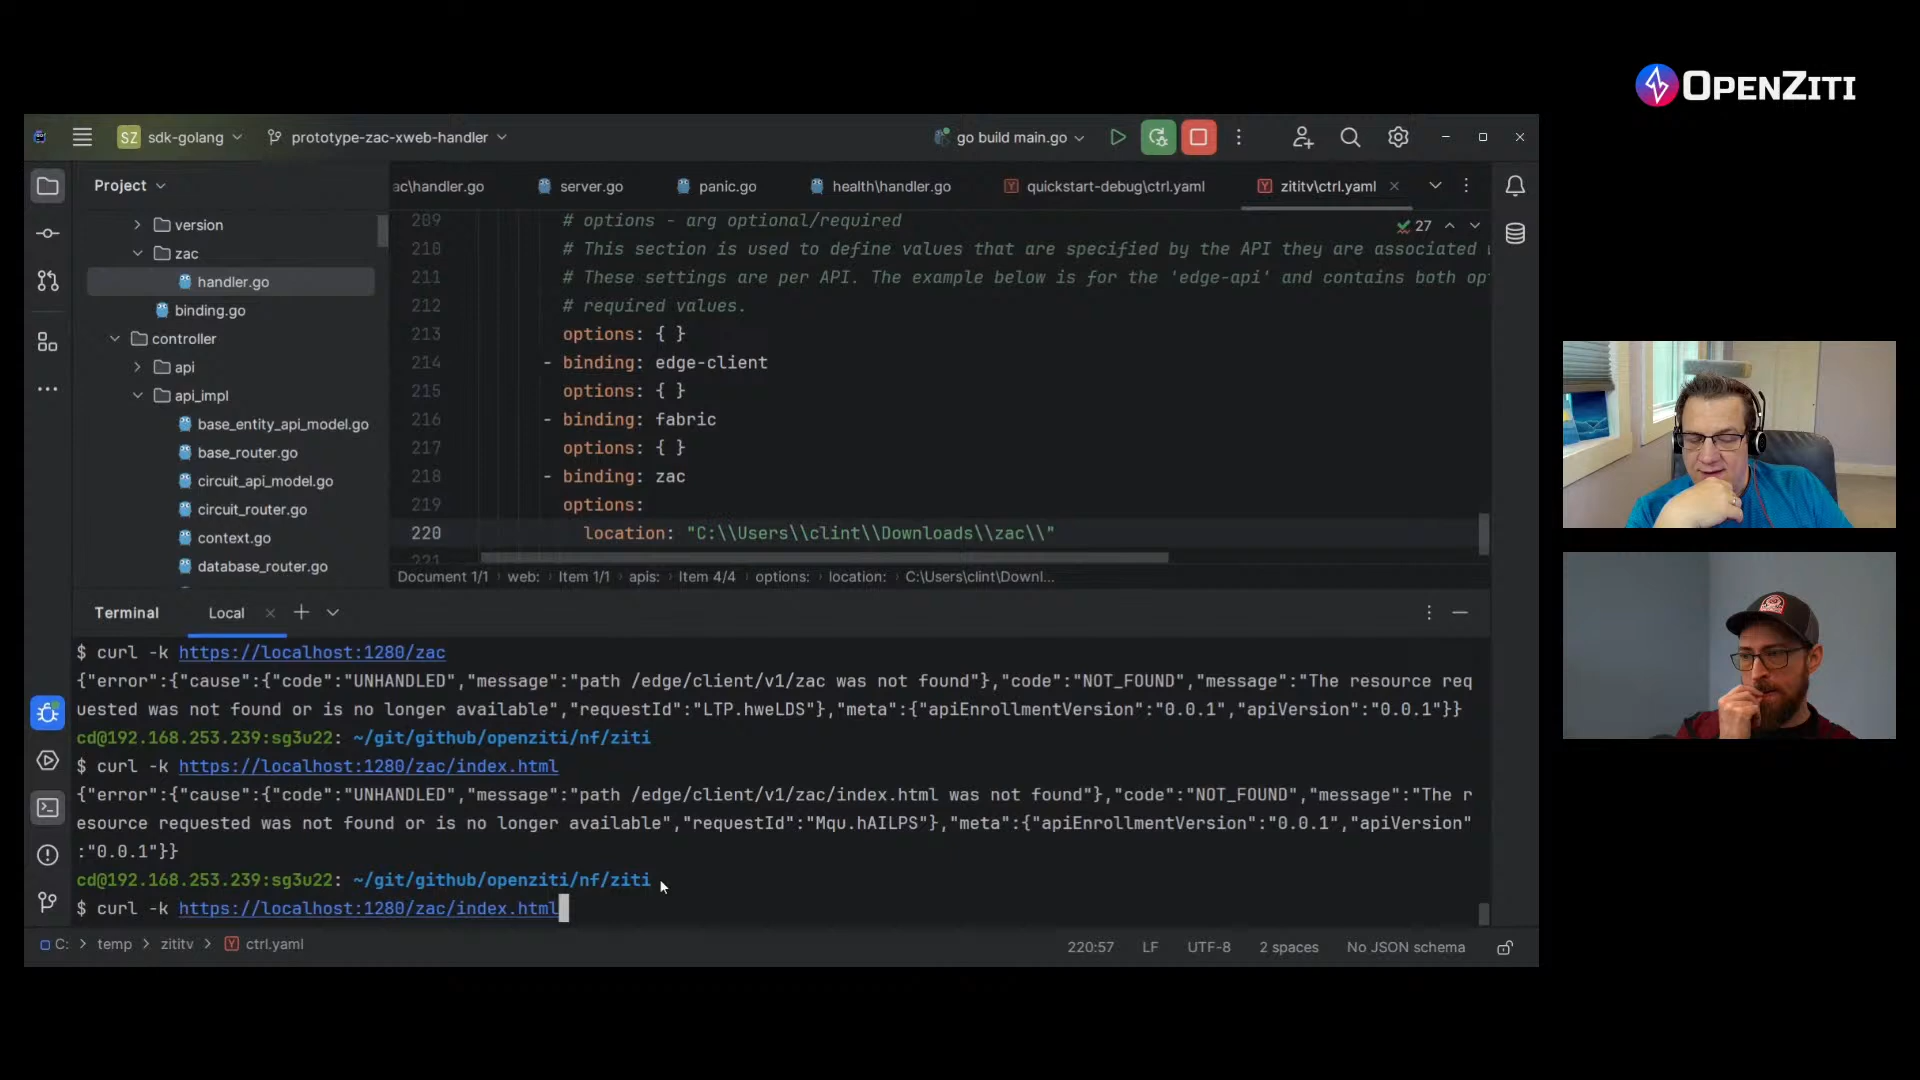 OPENZITI
SZ sdk-golang prototype-zac-xweb-handler go build main.go
Project
version
zac
handler.go
binding.go
controller
api
api_impl
base_entity_api_model.go
base_router.go
circuit_api_model.go
circuit_router.go
context.go
database_router.go
ac\handler.go server.go panic.go health\handler.go quickstart-debug\ctrl.yaml zititv\ctrl.yaml
27
209 # options - arg optional/required
210 # This section is used to define values that are specified by the API they are associated
211 # These settings are per API. The example below is for the 'edge-api' and contains both op
212 # required values.
213 options: { }
214 - binding: edge-client
215 options: { }
216 - binding: fabric
217 options: { }
218 - binding: zac
219 options:
220 location: "C:\\Users\\clint\\Downloads\\zac\\"
221
Document 1/1 web: Item 1/1 apis: Item 4/4 options: location: C:\Users\clint\Downl...
Terminal Local
$ curl -k https://localhost:1280/zac
{"error":{"cause":{"code":"UNHANDLED","message":"path /edge/client/v1/zac was not found"},"code":"NOT_FOUND","message":"The resource req
uested was not found or is no longer available","requestId":"LTP.hweLDS"},"meta":{"apiEnrollmentVersion":"0.0.1","apiVersion":"0.0.1"}}
cd@192.168.253.239:sg3u22: ~/git/github/openziti/nf/ziti
$ curl -k https://localhost:1280/zac/index.html
{"error":{"cause":{"code":"UNHANDLED","message":"path /edge/client/v1/zac/index.html was not found"},"code":"NOT_FOUND","message":"The r
esource requested was not found or is no longer available","requestId":"Mqu.hAILPS"},"meta":{"apiEnrollmentVersion":"0.0.1","apiVersion"
:"0.0.1"}}
cd@192.168.253.239:sg3u22: ~/git/github/openziti/nf/ziti
$ curl -k https://localhost:1280/zac/index.html
C: temp zititv ctrl.yaml
220:57 LF UTF-8 2 spaces No JSON schema